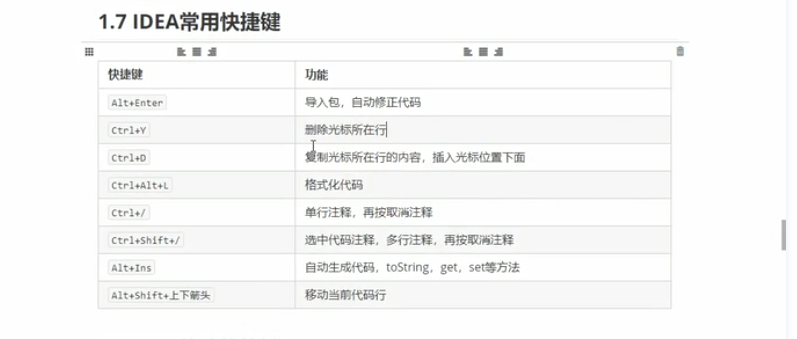 1.7 IDEA常用快捷键
快捷键 功能
Alt+Enter 导入包，自动修正代码
Ctrl+Y 删除光标所在行
Ctrl+D 复制光标所在行的内容，插入光标位置下面
Ctrl+Alt+L 格式化代码
Ctrl+/ 单行注释，再按取消注释
Ctrl+Shift+/ 选中代码注释，多行注释，再按取消注释
Alt+Ins 自动生成代码，toString，get，set等方法
Alt+Shift+上下箭头 移动当前代码行